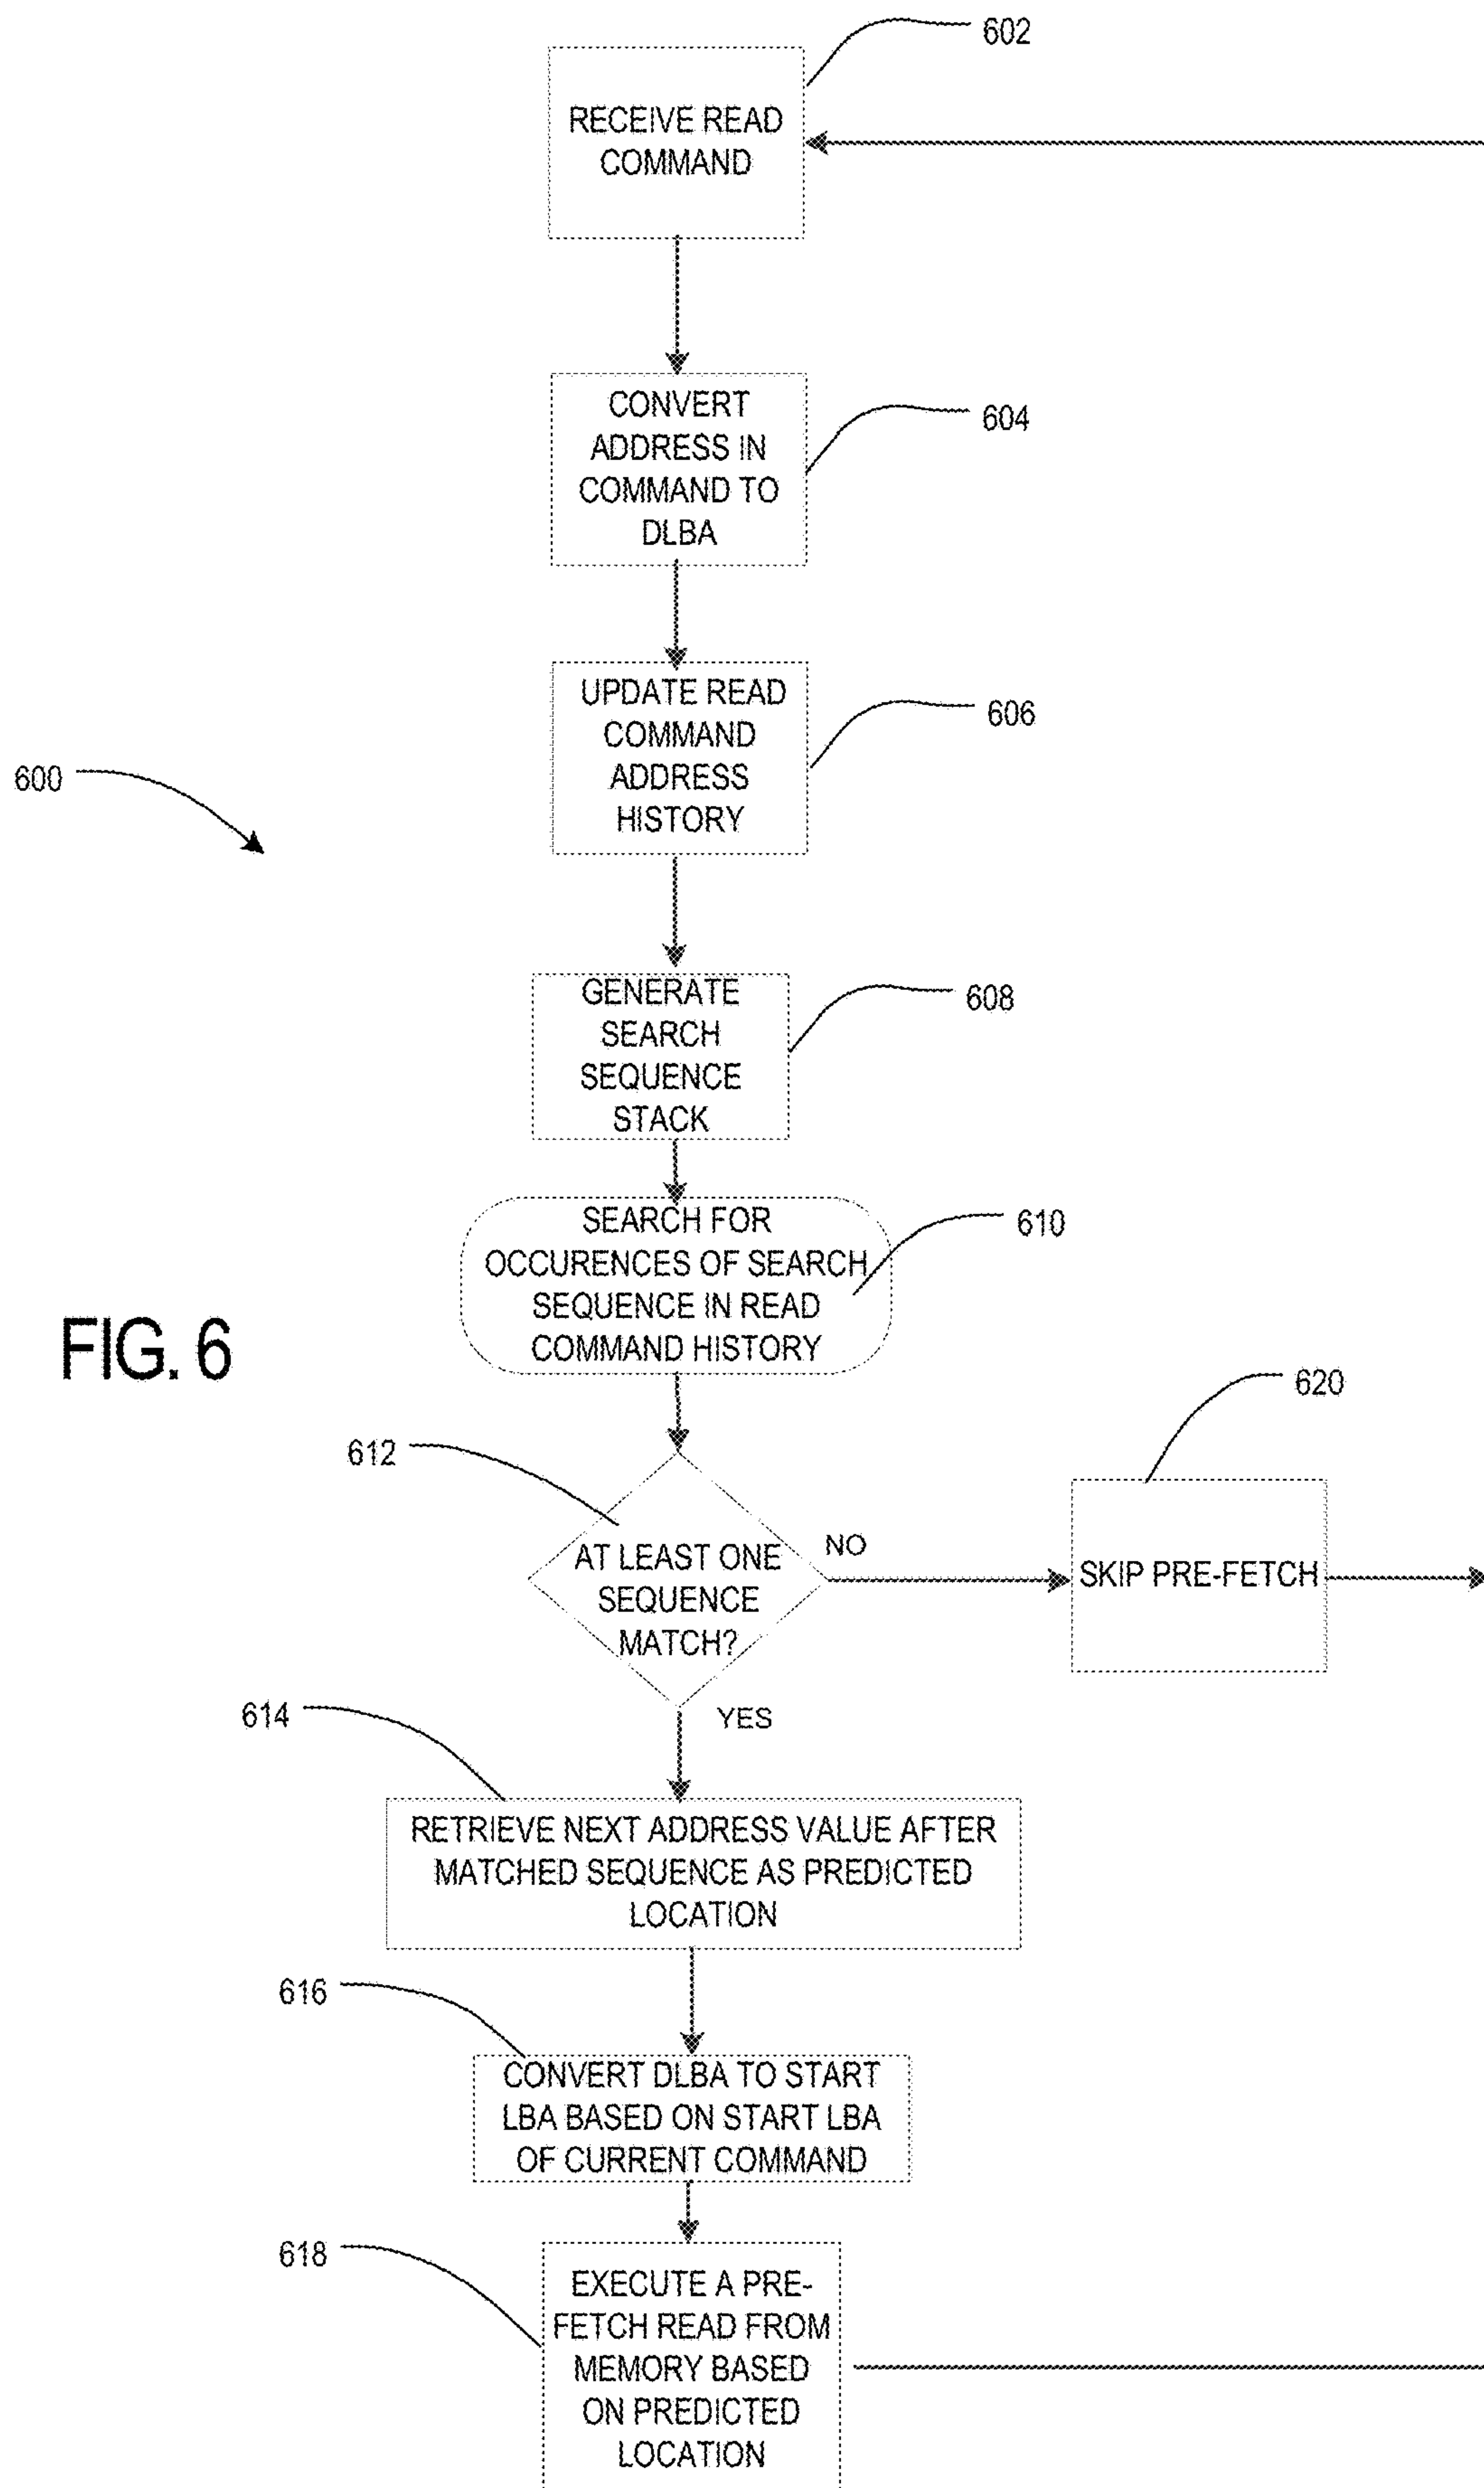 602
RECEIVE READ
COMMAND
CONVERT
ADDRESS IN
COMMAND TO
DLBA
604
UPDATE READ
COMMAND
ADDRESS
HISTORY
606
600
GENERATE
SEARCH
SEQUENCE
STACK
608
SEARCH FOR
OCCURENCES OF SEARCH
SEQUENCE IN READ
COMMAND HISTORY
610
FIG. 6
620
612
AT LEAST ONE
SEQUENCE
MATCH?
NO
SKIP PRE-FETCH
YES
614
RETRIEVE NEXT ADDRESS VALUE AFTER
MATCHED SEQUENCE AS PREDICTED
LOCATION
616
CONVERT DLBA TO START
LBA BASED ON START LBA
OF CURRENT COMMAND
618
EXECUTE A PRE-
FETCH READ FROM
MEMORY BASED
ON PREDICTED
LOCATION